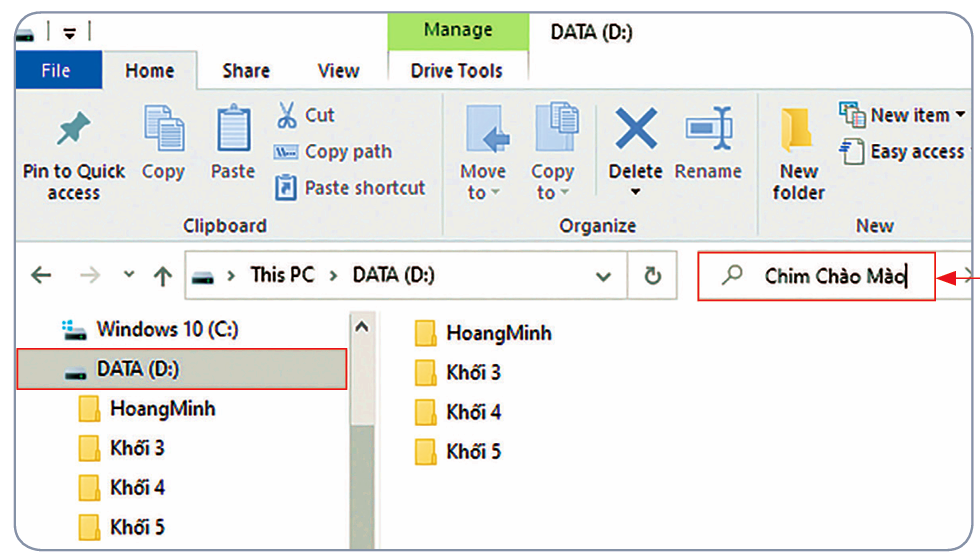 Manage DATA (D:)
File Home Share View Drive Tools
Pin to Quick access
Copy
Paste
Cut
Copy path
Paste shortcut
Clipboard
Move to
Copy to
Delete
Rename
Organize
New folder
New item
Easy access
New
This PC > DATA (D:)
Chim Chào Mào
Windows 10 (C:)
DATA (D:)
HoangMinh
Khối 3
Khối 4
Khối 5
HoangMinh
Khối 3
Khối 4
Khối 5